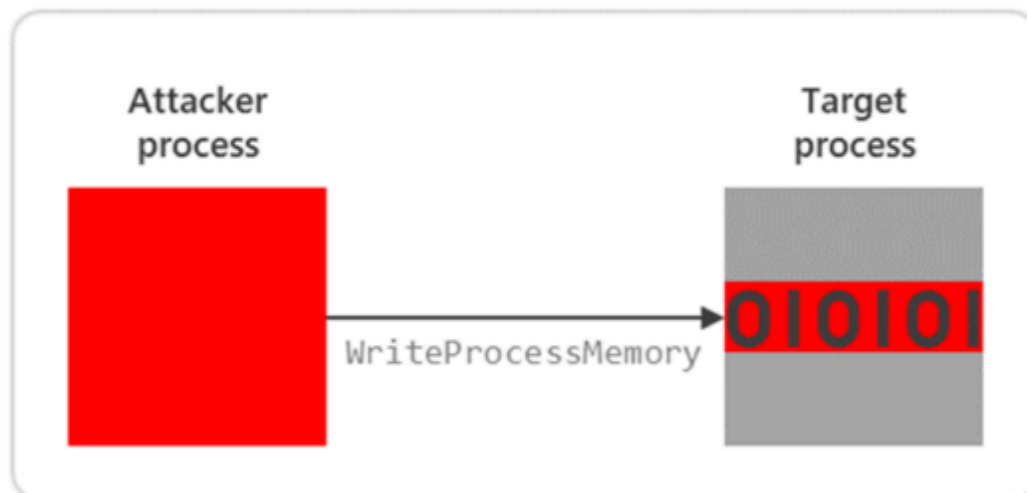 Attacker
process
Target
process
010101
WriteProcessMemory